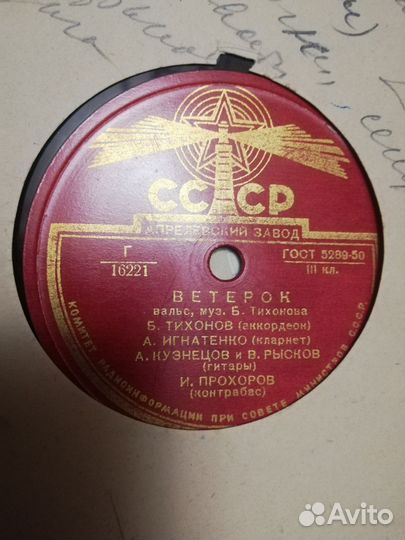 СССР
АПРЕЛЕВСКИЙ ЗАВОД
Г
16221
ГОСТ 5289-50
III кл.
ВЕТЕРОК
вальс, муз. Б. Тихонова
Б. ТИХОНОВ (аккордеон)
А. ИГНАТЕНКО (кларнет)
А. КУЗНЕЦОВ и В. РЫСКОВ
(гитары)
И. ПРОХОРОВ
(контрабас)
КОМИТЕТ РАДИОИНФОРМАЦИИ ПРИ СОВЕТЕ МИНИСТРОВ СССР.
Avito